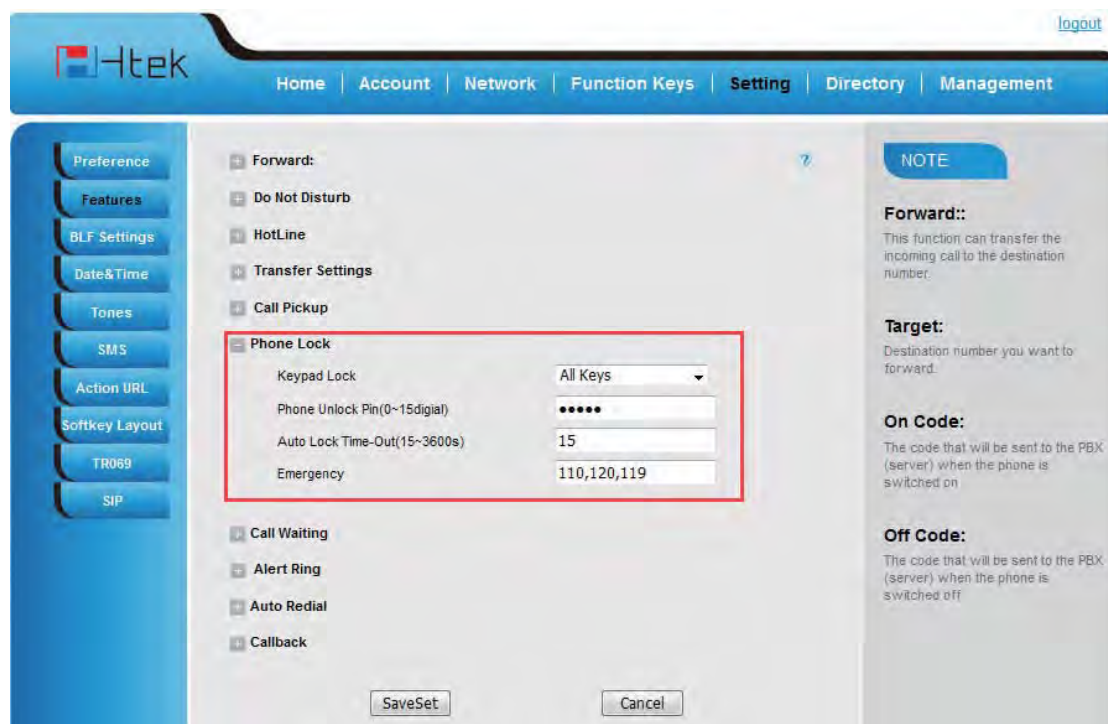 logout
Htek
Home | Account | Network | Function Keys | Setting | Directory | Management
Preference
Features
BLF Settings
Date&Time
Tones
SMS
Action URL
Softkey Layout
TR069
SIP
Forward: ?
Do Not Disturb
HotLine
Transfer Settings
Call Pickup
Phone Lock
Keypad Lock All Keys
Phone Unlock Pin(0~15digial) •••••
Auto Lock Time-Out(15~3600s) 15
Emergency 110,120,119
Call Waiting
Alert Ring
Auto Redial
Callback
SaveSet Cancel
NOTE
Forward::
This function can transfer the
incoming call to the destination
number.
Target:
Destination number you want to
forward.
On Code:
The code that will be sent to the PBX
(server) when the phone is
switched on
Off Code:
The code that will be sent to the PBX
(server) when the phone is
switched off